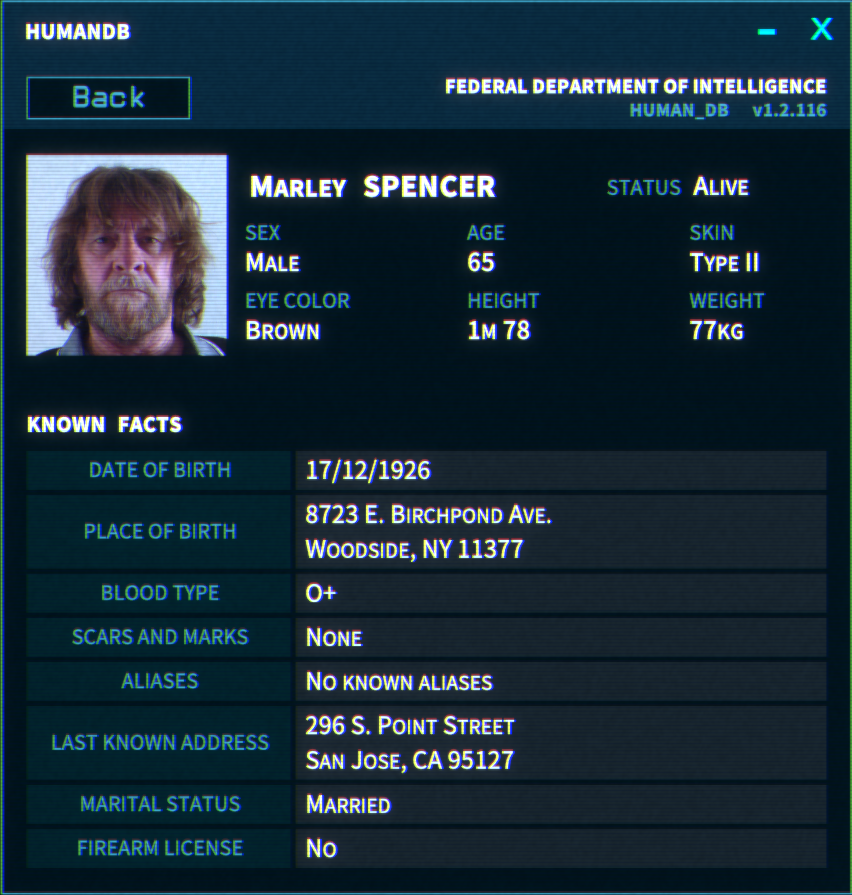 HUMANDB
– X
Back
FEDERAL DEPARTMENT OF INTELLIGENCE
HUMAN_DB v1.2.116
Marley SPENCER
STATUS Alive
SEX AGE SKIN
Male 65 Type II
EYE COLOR HEIGHT WEIGHT
Brown 1m 78 77kg
KNOWN FACTS
DATE OF BIRTH 17/12/1926
PLACE OF BIRTH 8723 E. Birchpond Ave.
Woodside, NY 11377
BLOOD TYPE O+
SCARS AND MARKS None
ALIASES No known aliases
LAST KNOWN ADDRESS 296 S. Point Street
San Jose, CA 95127
MARITAL STATUS Married
FIREARM LICENSE No